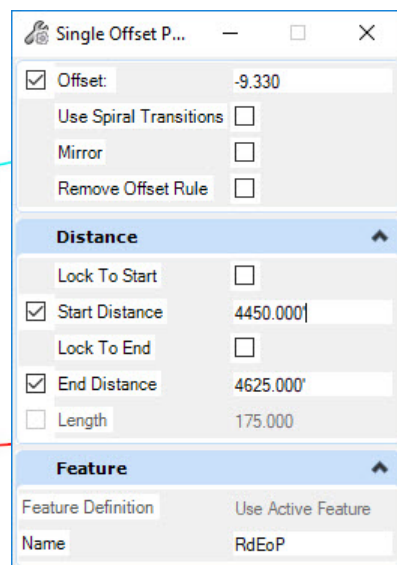 Single Offset P...
Offset: -9.330
Use Spiral Transitions
Mirror
Remove Offset Rule
Distance
Lock To Start
Start Distance 4450.000'
Lock To End
End Distance 4625.000'
Length 175.000
Feature
Feature Definition Use Active Feature
Name RdEoP